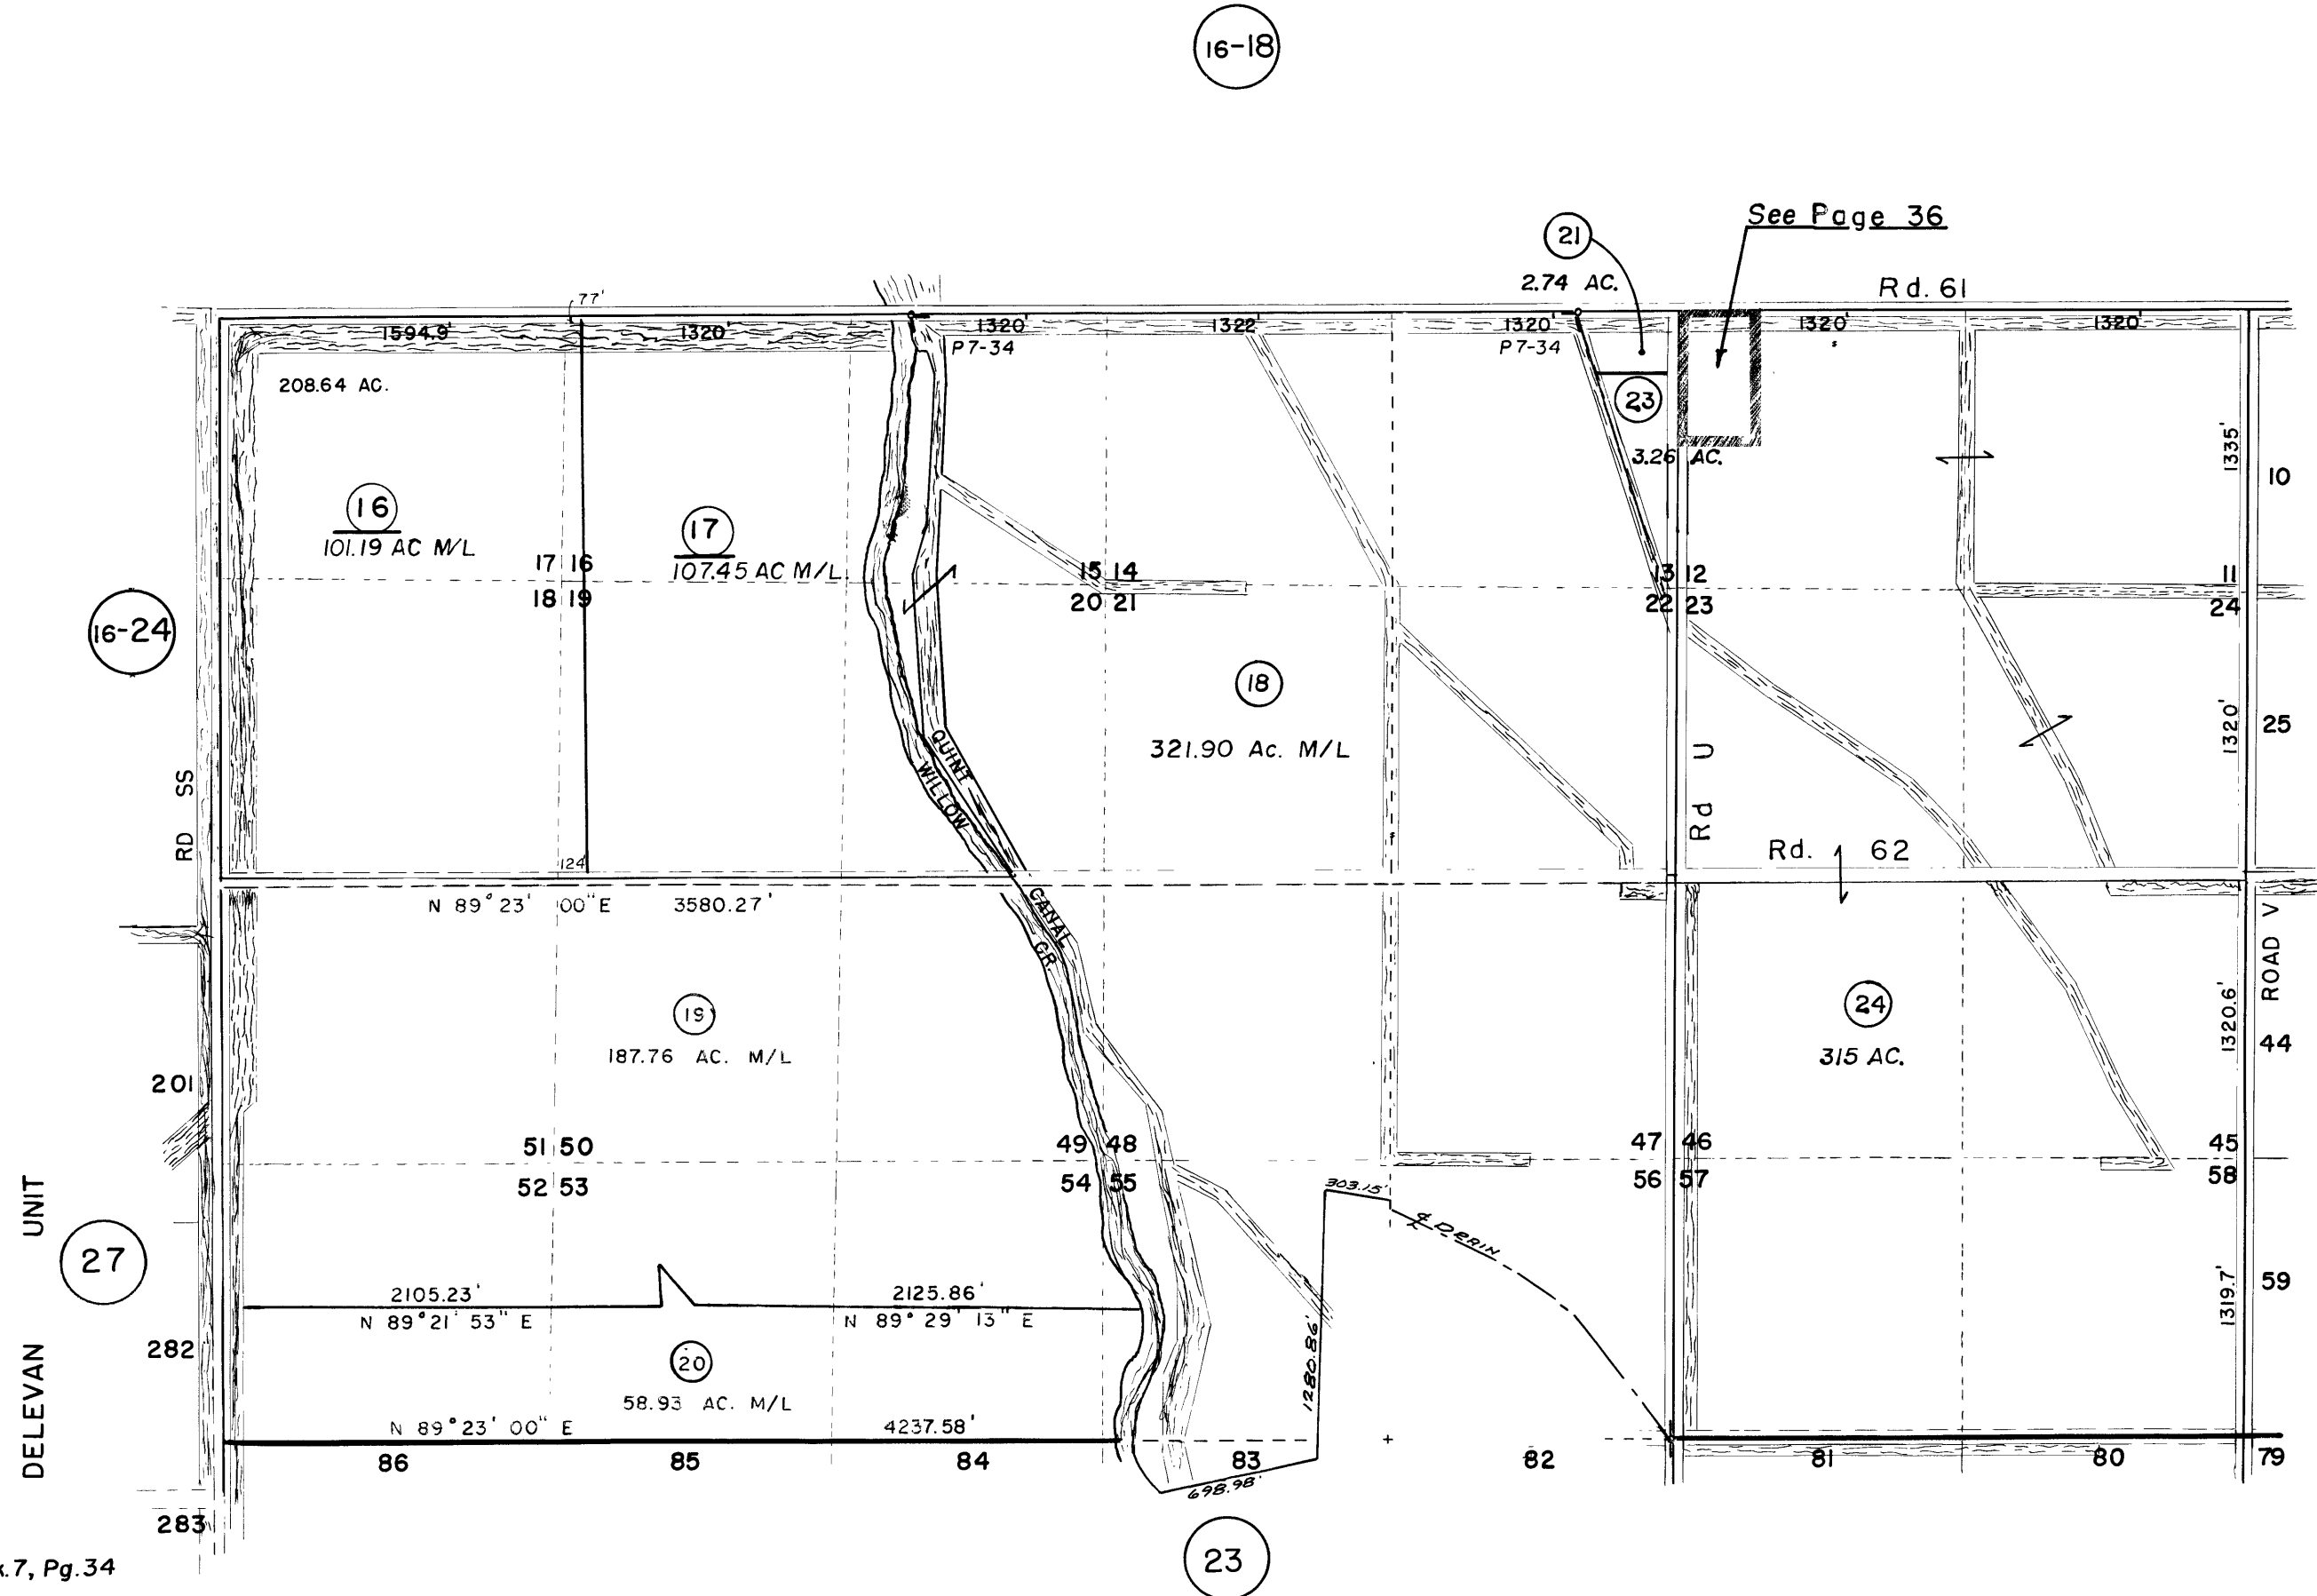 16-18
See Page 36
21
2.74 AC.
Rd. 61
77'
1594.9'
1320'
1320'
1322'
1320'
1320'
1320'
P7-34
P7-34
208.64 AC.
23
3.26 AC.
1335'
10
16
101.19 AC M/L
17
107.45 AC M/L.
17 16
18 19
15 14
20 21
13 12
22 23
11
24
16-24
18
321.90 Ac. M/L
1320'
25
RD SS
QUINT
WILLOW
Rd U
Rd. 62
124'
N 89°23' 00"E 3580.27'
CANAL
CR.
ROAD V
19
187.76 AC. M/L
24
315 AC.
1320.6'
44
201
51 50
52 53
49 48
54 55
47 46
56 57
45
58
303.15'
℄ DRAIN
27
DELEVAN UNIT
2105.23'
N 89°21' 53" E
2125.86'
N 89° 29' 13" E
1280.86'
1319.7'
59
282
20
58.93 AC. M/L
N 89°23' 00" E 4237.58'
86
85
84
83
82
81
80
79
698.98'
283
23
.7, Pg.34